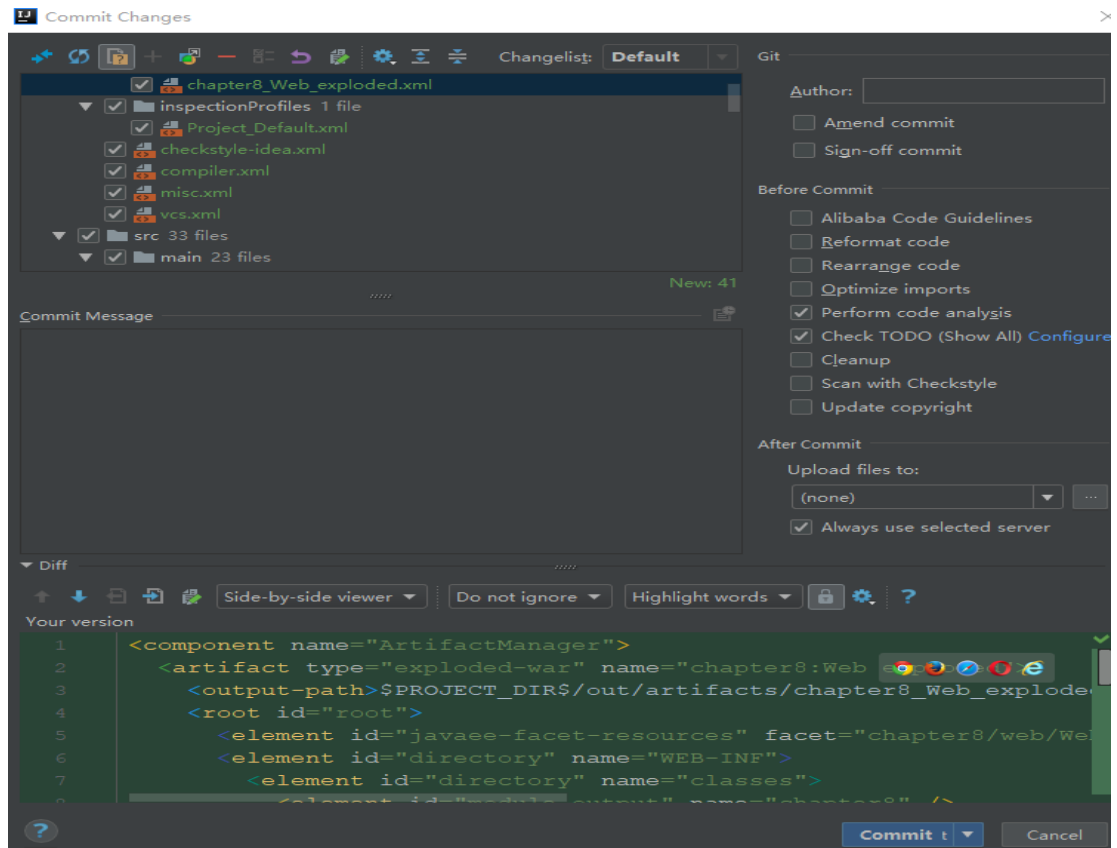 Commit Changes
Changelist: Default
chapter8_Web_exploded.xml
inspectionProfiles 1 file
Project_Default.xml
checkstyle-idea.xml
compiler.xml
misc.xml
vcs.xml
src 33 files
main 23 files
New: 41
Commit Message
Git
Author:
Amend commit
Sign-off commit
Before Commit
Alibaba Code Guidelines
Reformat code
Rearrange code
Optimize imports
Perform code analysis
Check TODO (Show All) Configure
Cleanup
Scan with Checkstyle
Update copyright
After Commit
Upload files to:
(none)
...
Always use selected server
Diff
Side-by-side viewer Do not ignore Highlight words ?
Your version
1 <component name="ArtifactManager">
2 <artifact type="exploded-war" name="chapter8:Web
3 <output-path>$PROJECT_DIR$/out/artifacts/chapter8_Web_explode
4 <root id="root">
5 <element id="javaee-facet-resources" facet="chapter8/web/We
6 <element id="directory" name="WEB-INF">
7 <element id="directory" name="classes">
? Commit t Cancel